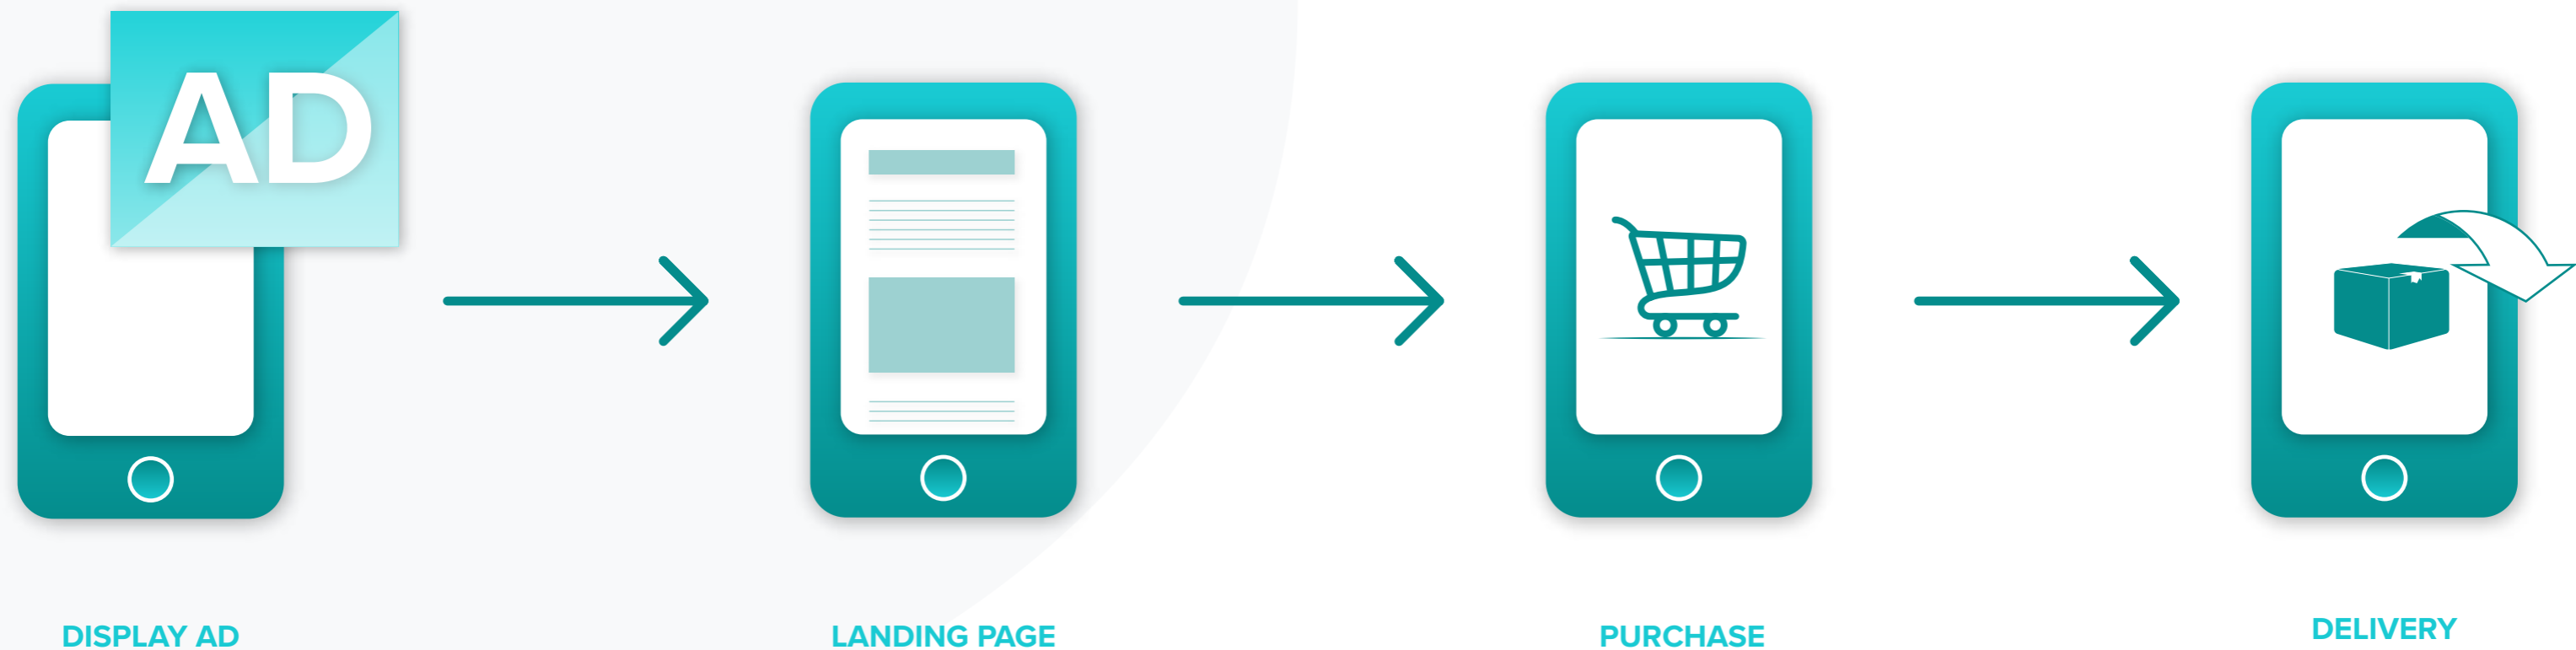 AD
DISPLAY AD
LANDING PAGE
PURCHASE
DELIVERY